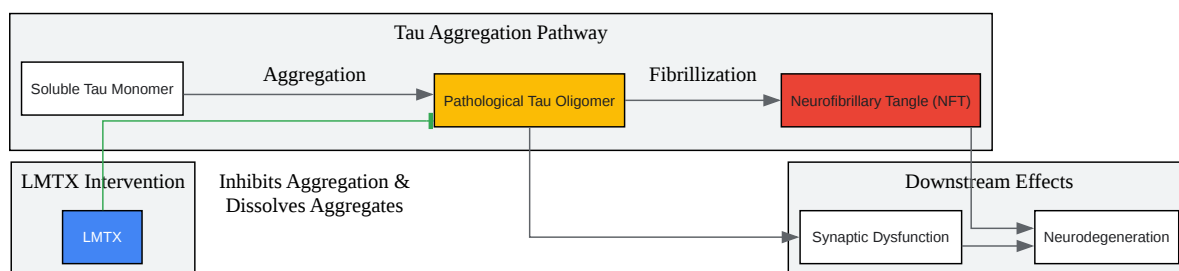 Tau Aggregation Pathway
Soluble Tau Monomer
Aggregation
Pathological Tau Oligomer
Fibrillization
Neurofibrillary Tangle (NFT)
LMTX Intervention
LMTX
Inhibits Aggregation &
Dissolves Aggregates
Downstream Effects
Synaptic Dysfunction
Neurodegeneration